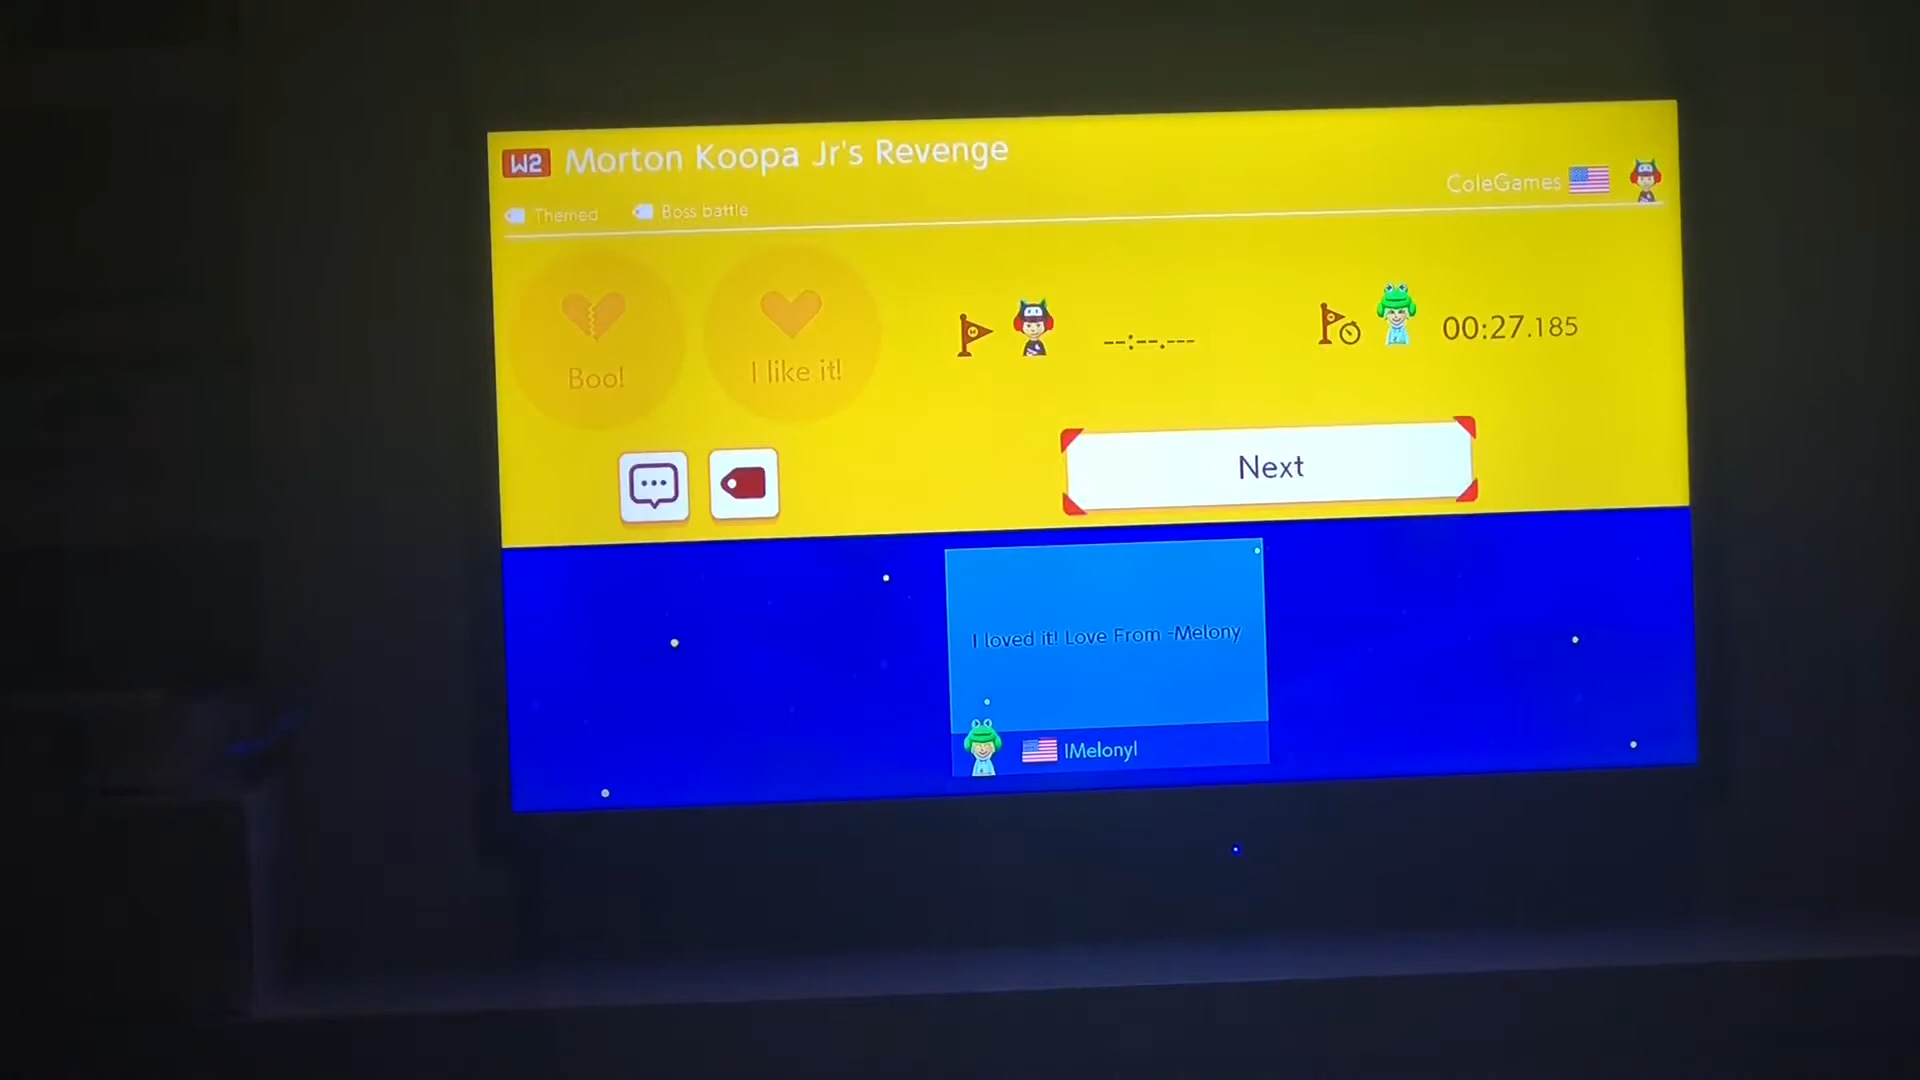 W2 Morton Koopa Jr's Revenge
ColeGames
Themed Boss battle
Boo!
I like it!
--:--.---
00:27.185
Next
I loved it! Love From -Melony
|Melony|